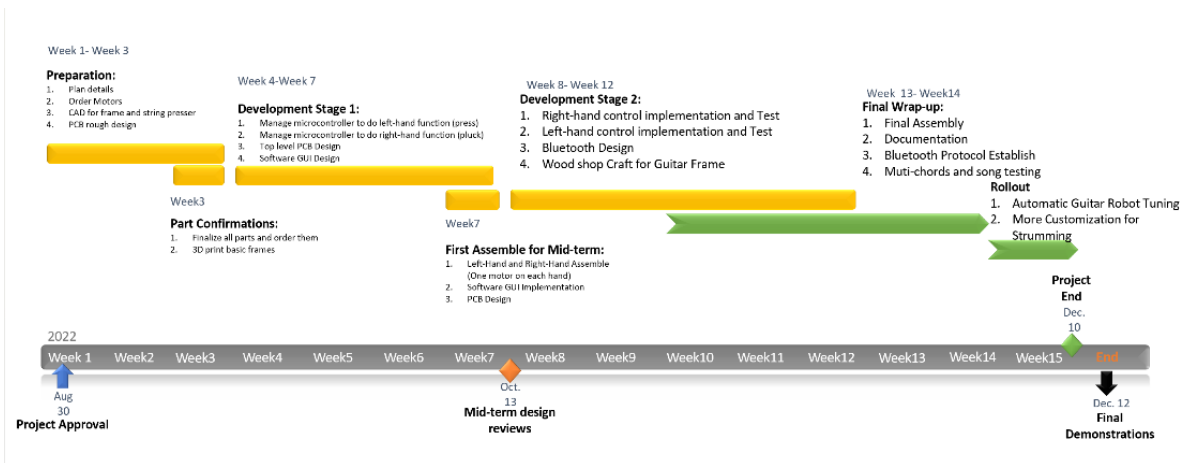 Week 1- Week 3
Preparation:
1. Plan details
2. Order Motors
3. CAD for frame and string presser
4. PCB rough design
Week 4-Week 7
Development Stage 1:
1. Manage microcontroller to do left-hand function (press)
2. Manage microcontroller to do right-hand function (pluck)
3. Top level PCB Design
4. Software GUI Design
Week 8- Week 12
Development Stage 2:
1. Right-hand control implementation and Test
2. Left-hand control implementation and Test
3. Bluetooth Design
4. Wood shop Craft for Guitar Frame
Week 13- Week14
Final Wrap-up:
1. Final Assembly
2. Documentation
3. Bluetooth Protocol Establish
4. Muti-chords and song testing
Rollout
1. Automatic Guitar Robot Tuning
2. More Customization for
Strumming
Week3
Part Confirmations:
1. Finalize all parts and order them
2. 3D print basic frames
Week7
First Assemble for Mid-term:
1. Left-Hand and Right-Hand Assemble
(One motor on each hand)
2. Software GUI Implementation
3. PCB Design
Project
End
Dec.
10
2022
Week 1 Week2 Week3 Week4 Week5 Week6 Week7 Week8 Week9 Week10 Week11 Week12 Week13 Week14 Week15 End
Aug
30
Project Approval
Oct.
13
Mid-term design
reviews
Dec. 12
Final
Demonstrations